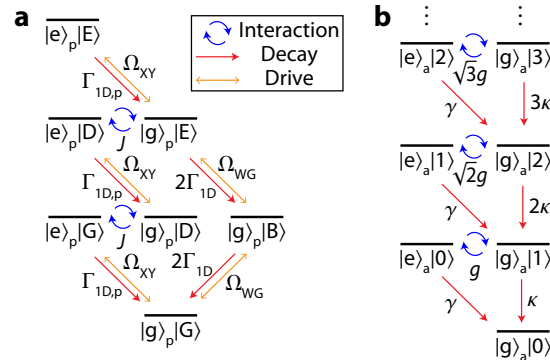 a
|e⟩ₚ|E⟩
Γ1D,p
ΩXY
Interaction
Decay
Drive
|e⟩ₚ|D⟩
J
|g⟩ₚ|E⟩
Γ1D,p
ΩXY
2Γ1D
ΩWG
|e⟩ₚ|G⟩
J
|g⟩ₚ|D⟩
|g⟩ₚ|B⟩
Γ1D,p
ΩXY
2Γ1D
ΩWG
|g⟩ₚ|G⟩
b
⋮ ⋮
|e⟩ₐ|2⟩
√3g
|g⟩ₐ|3⟩
γ
3κ
|e⟩ₐ|1⟩
√2g
|g⟩ₐ|2⟩
γ
2κ
|e⟩ₐ|0⟩
g
|g⟩ₐ|1⟩
γ
κ
|g⟩ₐ|0⟩